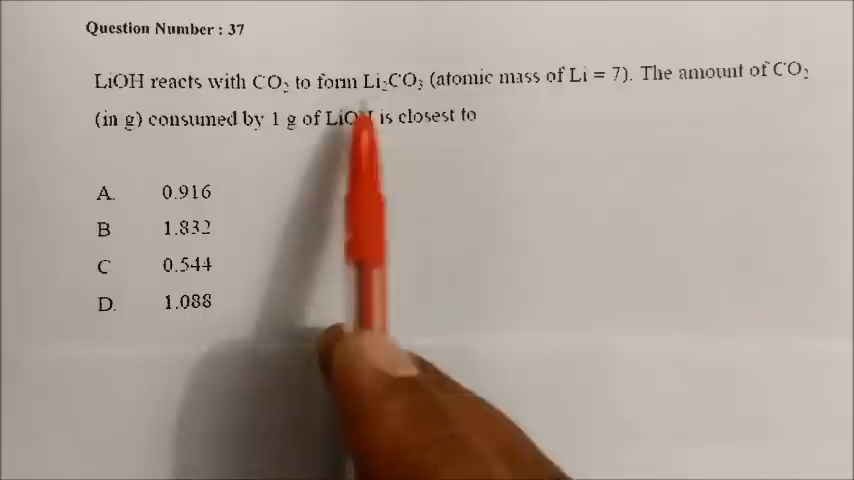 Question Number : 37
LiOH reacts with CO₂ to form Li₂CO₃ (atomic mass of Li = 7). The amount of CO₂
(in g) consumed by 1 g of is closest to
A. 0.916
B 1.832
C 0.544
D. 1.088